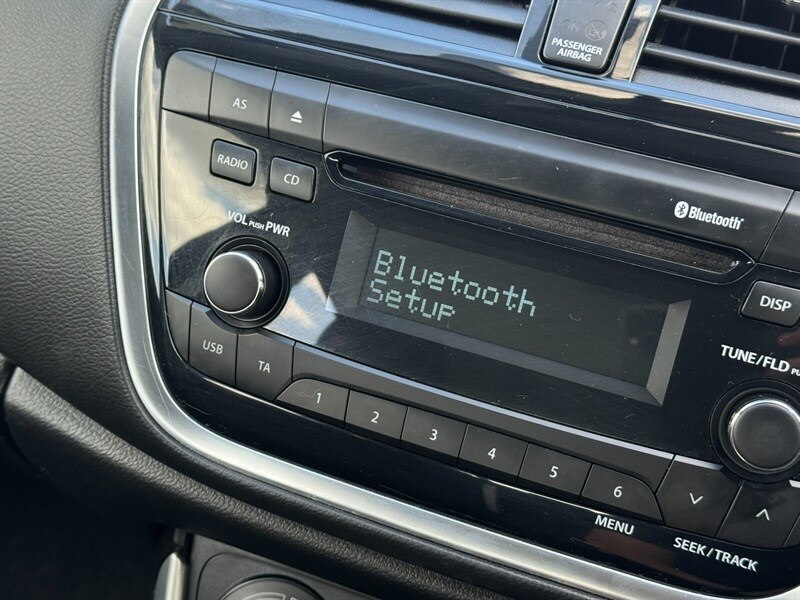 ON
PASSENGER
AIRBAG
AS
RADIO
CD
Bluetooth
VOL PUSH PWR
Bluetooth
Setup
DISP
USB
TA
TUNE/FLD
1
2
3
4
5
6
MENU
SEEK/TRACK